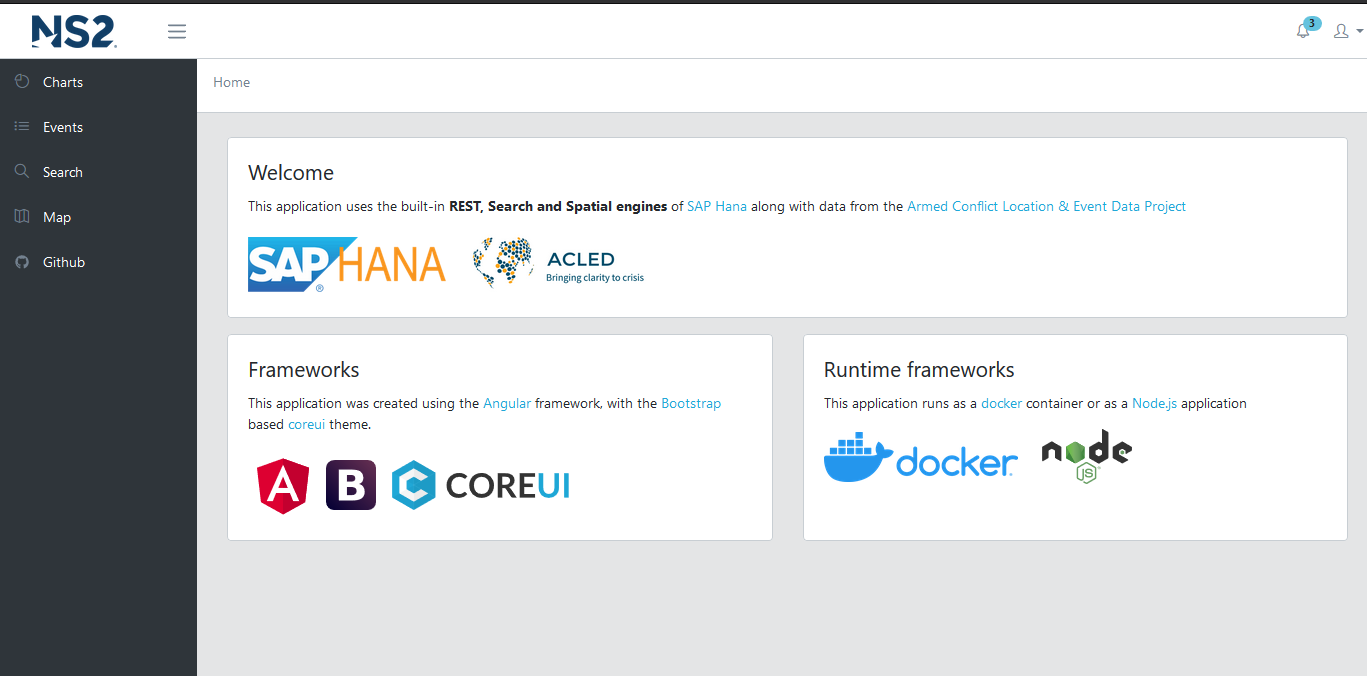 NS2
3
Charts
Events
Search
Map
Github
Home
Welcome
This application uses the built-in REST, Search and Spatial engines of SAP Hana along with data from the Armed Conflict Location & Event Data Project
SAP HANA
®
ACLED
Bringing clarity to crisis
Frameworks
This application was created using the Angular framework, with the Bootstrap
based coreui theme.
A
B
C COREUI
Runtime frameworks
This application runs as a docker container or as a Node.js application
docker
node
JS